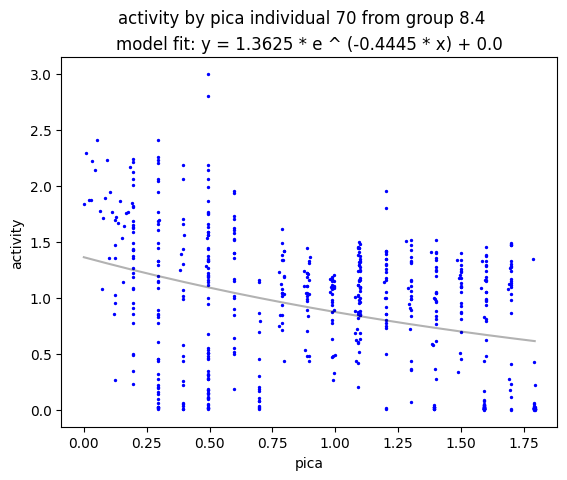 activity by pica individual 70 from group 8.4
model fit: y = 1.3625 * e ^ (-0.4445 * x) + 0.0
3.0
2.5
2.0
1.5
1.0
0.5
0.0
activity
0.00 0.25 0.50 0.75 1.00 1.25 1.50 1.75
pica